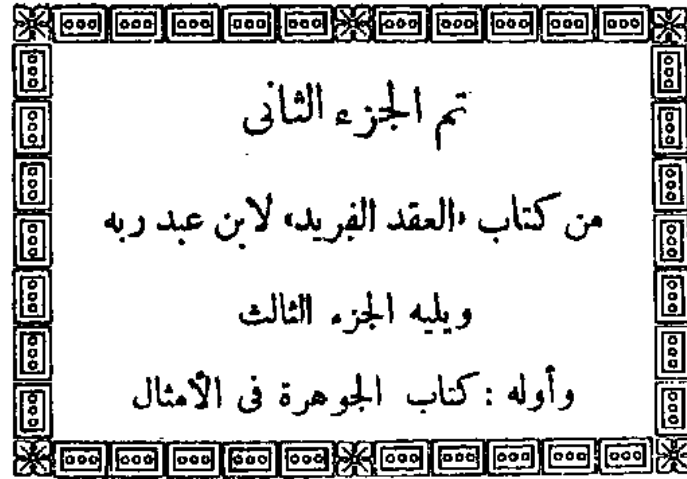 تم الجزء الثانى
من كتاب «العقد الفريد» لابن عبد ربه
ويليه الجزء الثالث
وأوله : كتاب الجوهرة فى الأمثال